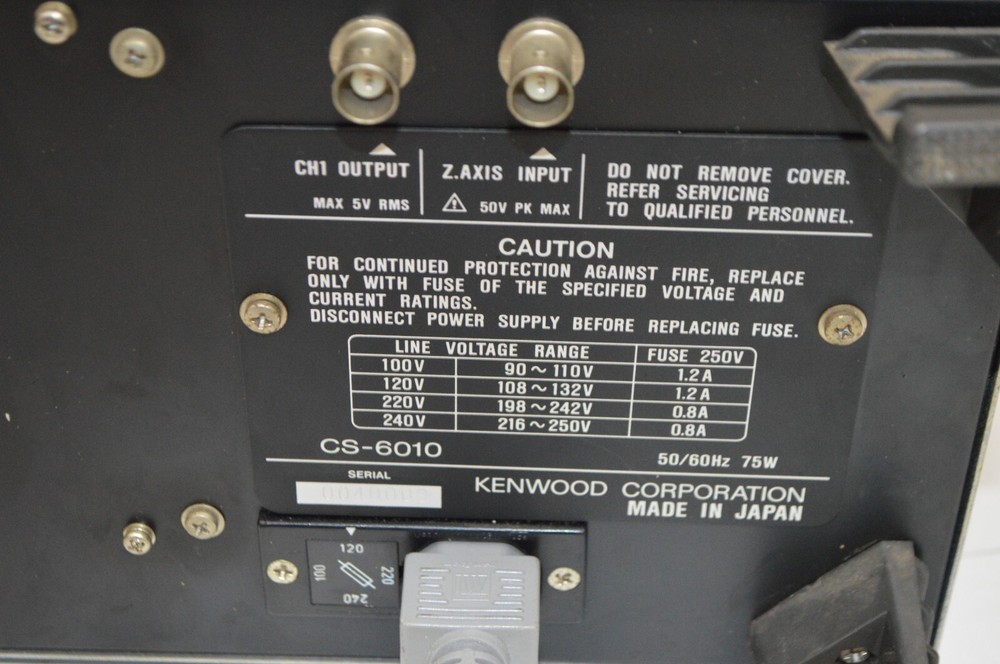 CH1 OUTPUT
MAX 5V RMS
Z.AXIS INPUT
⚠ 50V PK MAX
DO NOT REMOVE COVER.
REFER SERVICING
TO QUALIFIED PERSONNEL.
CAUTION
FOR CONTINUED PROTECTION AGAINST FIRE, REPLACE
ONLY WITH FUSE OF THE SPECIFIED VOLTAGE AND
CURRENT RATINGS.
DISCONNECT POWER SUPPLY BEFORE REPLACING FUSE.
LINE VOLTAGE RANGE FUSE 250V
100V 90~110V 1.2A
120V 108~132V 1.2A
220V 198~242V 0.8A
240V 216~250V 0.8A
CS-6010
50/60Hz 75W
SERIAL
KENWOOD CORPORATION
MADE IN JAPAN
120
100
220
240